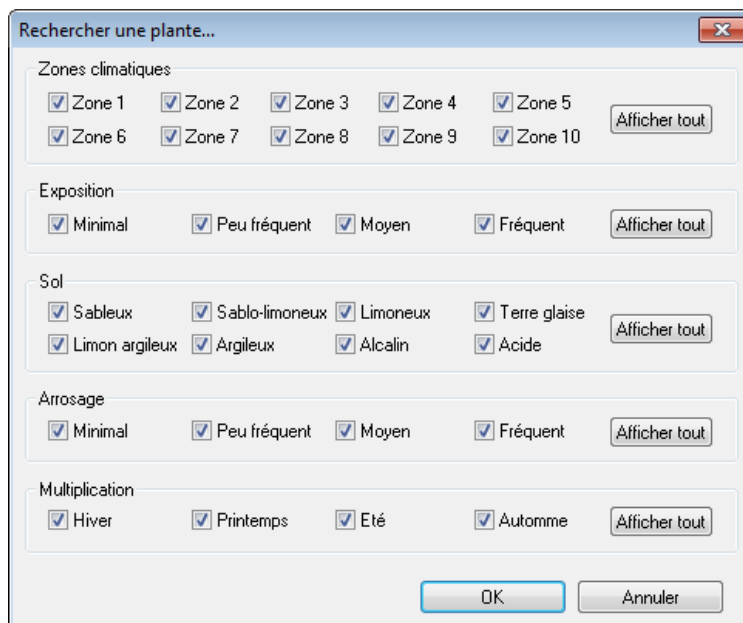 Rechercher une plante...
Zones climatiques
Zone 1 Zone 2 Zone 3 Zone 4 Zone 5
Afficher tout
Zone 6 Zone 7 Zone 8 Zone 9 Zone 10
Exposition
Minimal Peu fréquent Moyen Fréquent Afficher tout
Sol
Sableux Sablo-limoneux Limoneux Terre glaise
Afficher tout
Limon argileux Argileux Alcalin Acide
Arrosage
Minimal Peu fréquent Moyen Fréquent Afficher tout
Multiplication
Hiver Printemps Eté Automme Afficher tout
OK Annuler